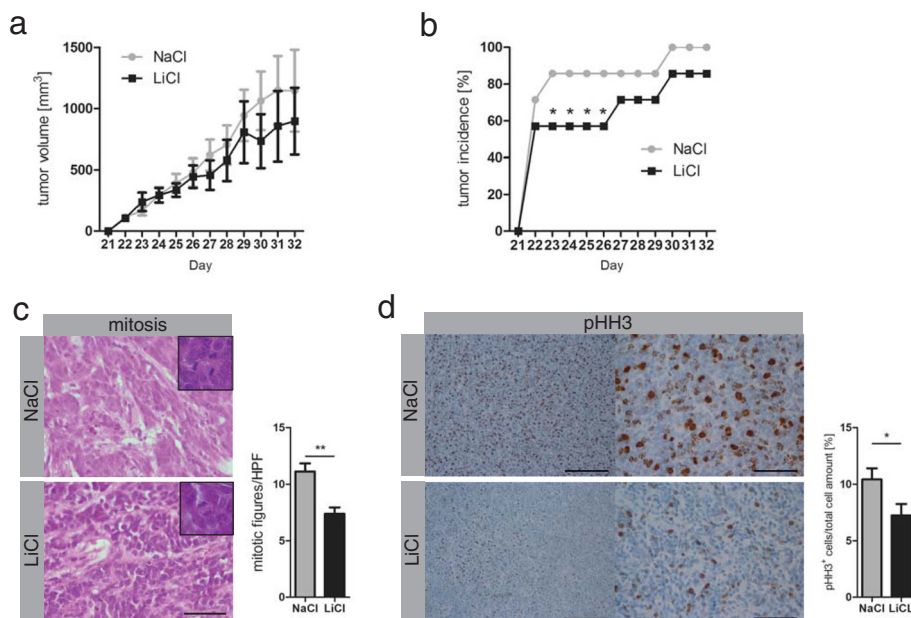 a
NaCl
LiCl
tumor volume [mm³]
1500
1000
500
0
21 22 23 24 25 26 27 28 29 30 31 32
Day
b
tumor incidence [%]
100
80
60
40
20
0
* * * *
NaCl
LiCl
21 22 23 24 25 26 27 28 29 30 31 32
Day
c
mitosis
NaCl
LiCl
mitotic figures/HPF
15
10
5
0
**
NaCl LiCl
d
pHH3
NaCl
LiCl
pHH3⁺ cells/total cell amount [%]
15
10
5
0
*
NaCl LiCL